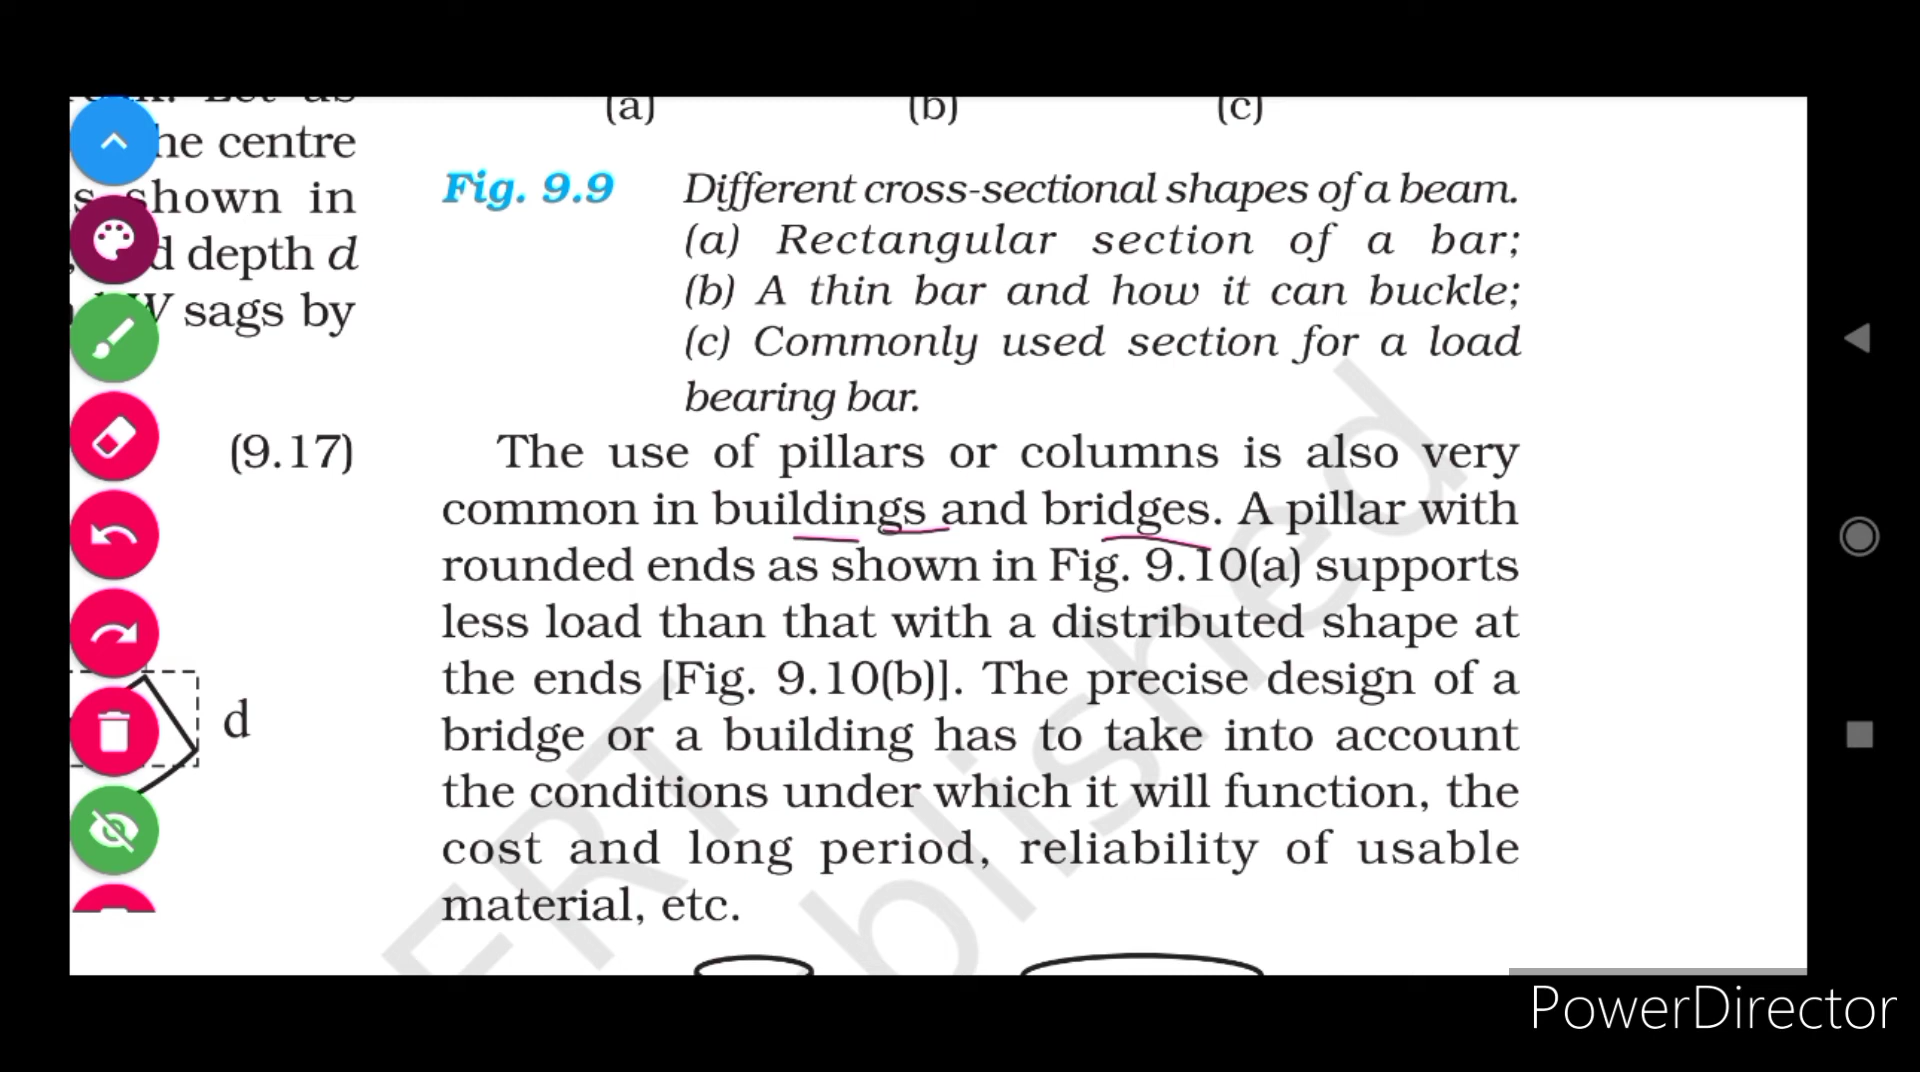 (a) (b) (c)
he centre
s shown in
d depth d
W sags by
(9.17)
d
Fig. 9.9 Different cross-sectional shapes of a beam.
(a) Rectangular section of a bar;
(b) A thin bar and how it can buckle;
(c) Commonly used section for a load
bearing bar.
The use of pillars or columns is also very
common in buildings and bridges. A pillar with
rounded ends as shown in Fig. 9.10(a) supports
less load than that with a distributed shape at
the ends [Fig. 9.10(b)]. The precise design of a
bridge or a building has to take into account
the conditions under which it will function, the
cost and long period, reliability of usable
material, etc.
ERT
blished
PowerDirector